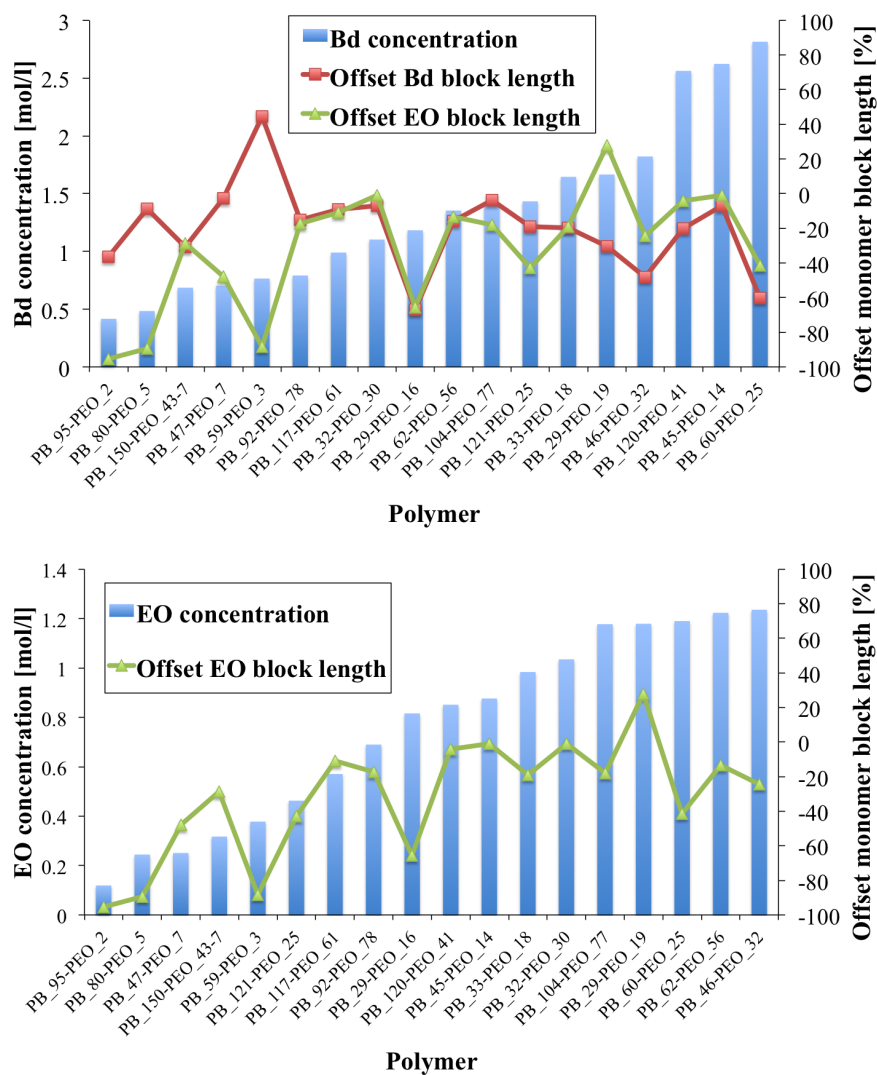 Bd concentration [mol/l]
3
2.5
2
1.5
1
0.5
0
Bd concentration
Offset Bd block length
Offset EO block length
100
80
60
40
20
0
-20
-40
-60
-80
-100
Offset monomer block length [%]
PB_95-PEO_2
PB_80-PEO_5
PB_150-PEO_43-7
PB_47-PEO_7
PB_59-PEO_3
PB_92-PEO_78
PB_117-PEO_61
PB_32-PEO_30
PB_29-PEO_16
PB_62-PEO_56
PB_104-PEO_77
PB_121-PEO_25
PB_33-PEO_18
PB_29-PEO_19
PB_46-PEO_32
PB_120-PEO_41
PB_45-PEO_14
PB_60-PEO_25
Polymer
EO concentration [mol/l]
1.4
1.2
1
0.8
0.6
0.4
0.2
0
EO concentration
Offset EO block length
100
80
60
40
20
0
-20
-40
-60
-80
-100
Offset monomer block length [%]
PB_95-PEO_2
PB_80-PEO_5
PB_47-PEO_7
PB_150-PEO_43-7
PB_59-PEO_3
PB_121-PEO_25
PB_117-PEO_61
PB_92-PEO_78
PB_29-PEO_16
PB_120-PEO_41
PB_45-PEO_14
PB_33-PEO_18
PB_32-PEO_30
PB_104-PEO_77
PB_29-PEO_19
PB_60-PEO_25
PB_62-PEO_56
PB_46-PEO_32
Polymer